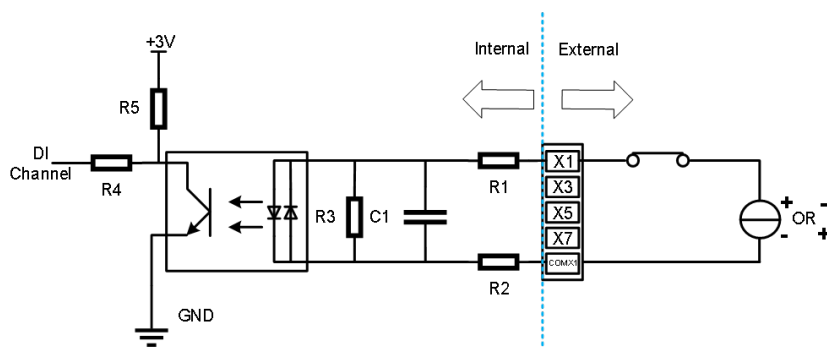 +3V
Internal
External
R5
DI
Channel
R4
R3
C1
R1
X1
X3
X5
X7
COMX1
R2
+
-
OR
-
+
GND